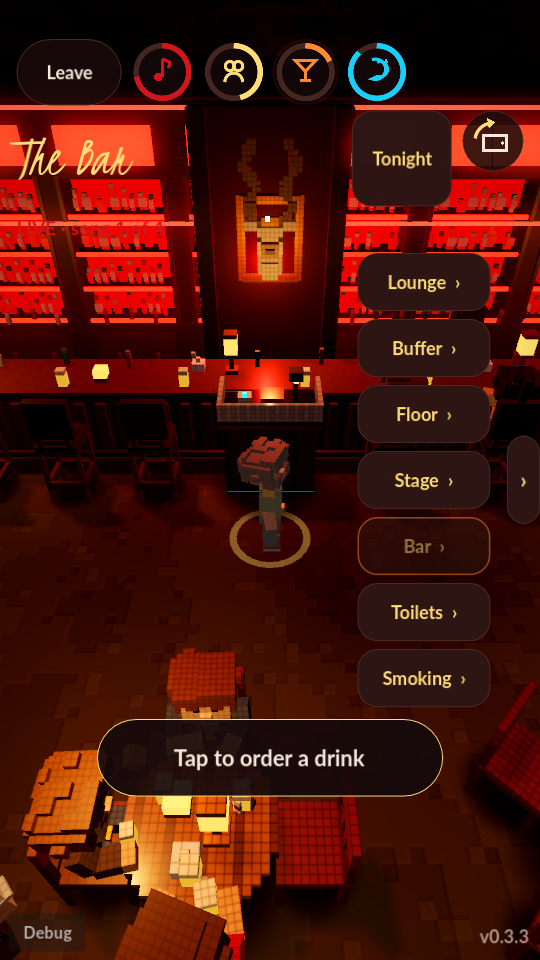 Leave
The Bar
Tonight
Lounge ›
Buffer ›
Floor ›
Stage ›
›
Bar ›
Toilets ›
Smoking ›
Tap to order a drink
Debug
v0.3.3